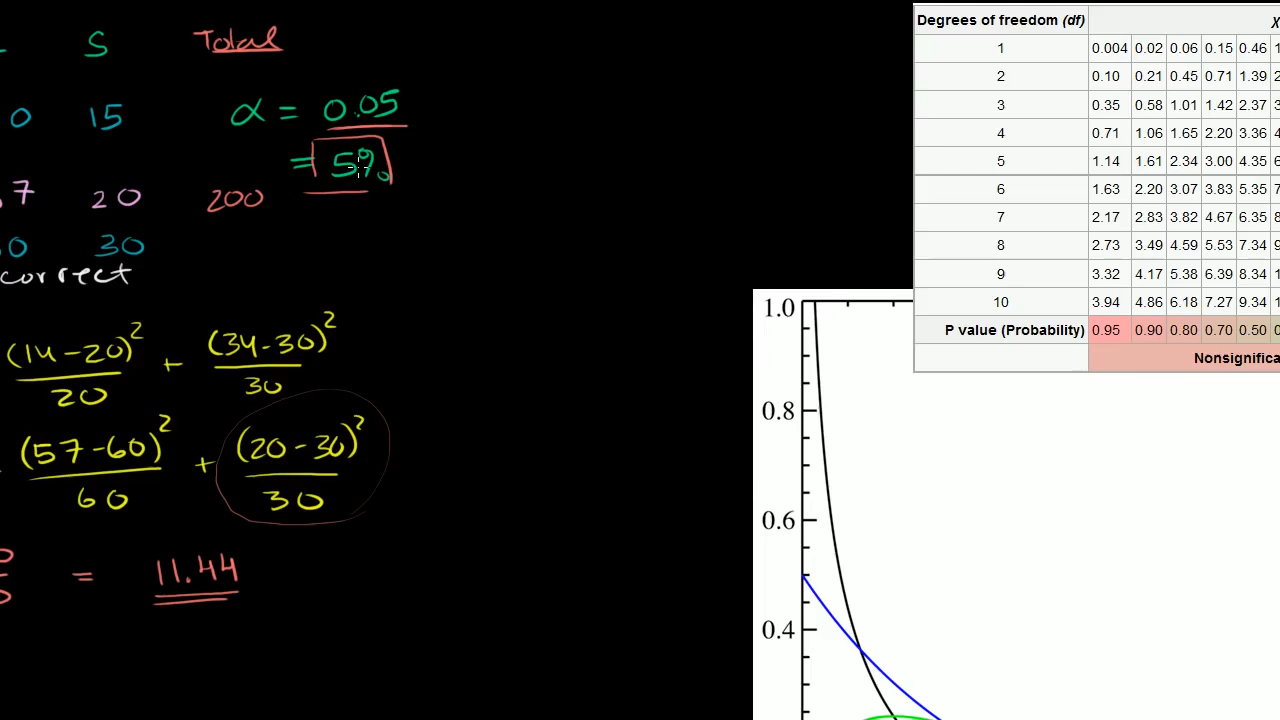 S Total
0 15 α = 0.05
= 5%
7 20 200
0 30
correct
(14-20)² / 20 + (34-30)² / 30
(57-60)² / 60 + (20-30)² / 30
= 11.44
Degrees of freedom (df)
1 0.004 0.02 0.06 0.15 0.46
2 0.10 0.21 0.45 0.71 1.39
3 0.35 0.58 1.01 1.42 2.37
4 0.71 1.06 1.65 2.20 3.36
5 1.14 1.61 2.34 3.00 4.35
6 1.63 2.20 3.07 3.83 5.35
7 2.17 2.83 3.82 4.67 6.35
8 2.73 3.49 4.59 5.53 7.34
9 3.32 4.17 5.38 6.39 8.34
10 3.94 4.86 6.18 7.27 9.34
P value (Probability) 0.95 0.90 0.80 0.70 0.50
Nonsignifica
1.0
0.8
0.6
0.4